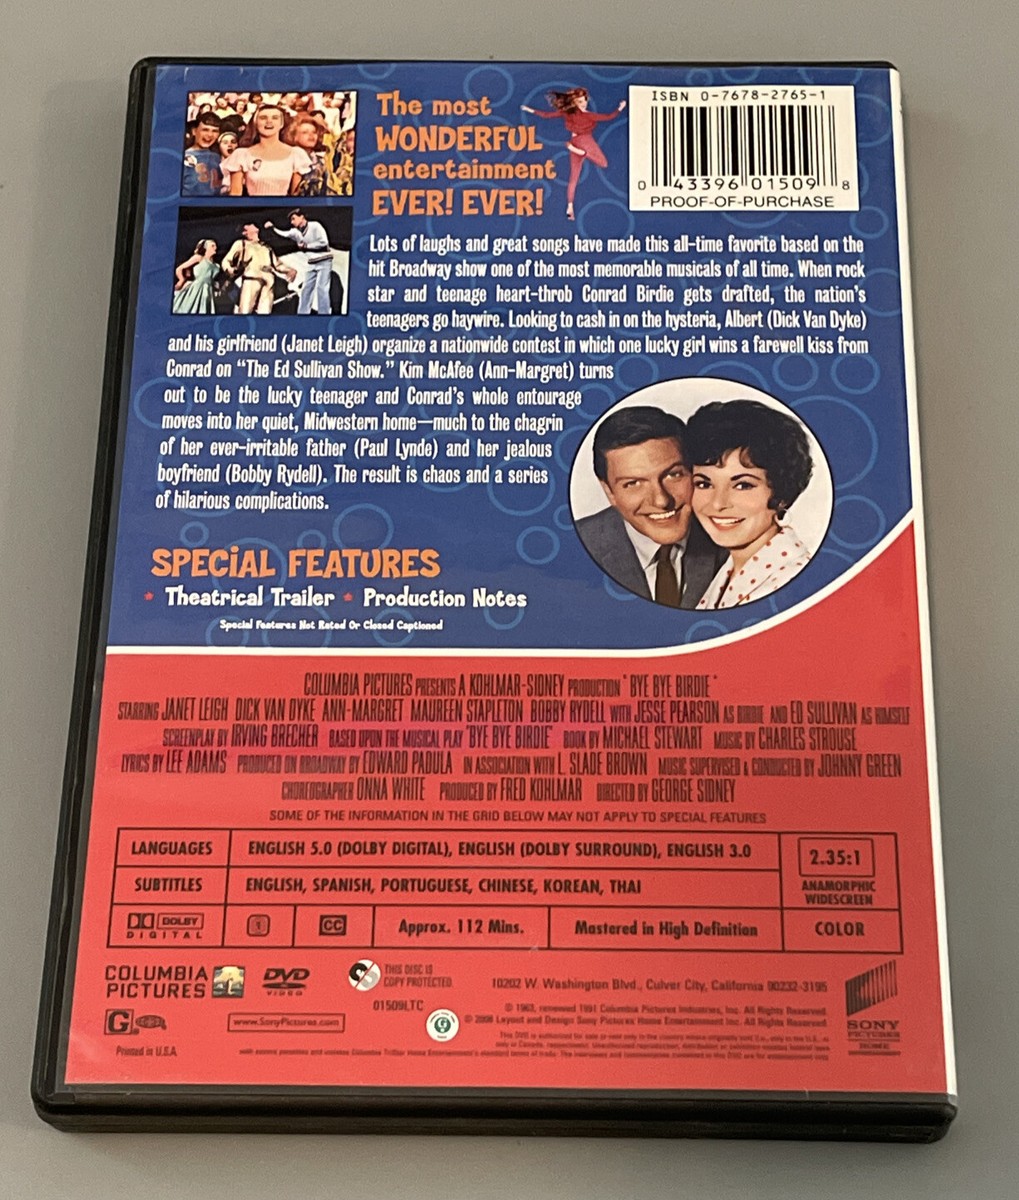 The most
WONDERFUL
entertainment
EVER! EVER!
ISBN 0-7678-2765-1
0 43396 01509 8
PROOF-OF-PURCHASE
Lots of laughs and great songs have made this all-time favorite based on the
hit Broadway show one of the most memorable musicals of all time. When rock
star and teenage heart-throb Conrad Birdie gets drafted, the nation's
teenagers go haywire. Looking to cash in on the hysteria, Albert (Dick Van Dyke)
and his girlfriend (Janet Leigh) organize a nationwide contest in which one lucky girl wins a farewell kiss from
Conrad on "The Ed Sullivan Show." Kim McAfee (Ann-Margret) turns
out to be the lucky teenager and Conrad's whole entourage
moves into her quiet, Midwestern home—much to the chagrin
of her ever-irritable father (Paul Lynde) and her jealous
boyfriend (Bobby Rydell). The result is chaos and a series
of hilarious complications.
SPECIAL FEATURES
* Theatrical Trailer * Production Notes
Special Features Not Rated Or Closed Captioned
COLUMBIA PICTURES PRESENTS A KOHLMAR-SIDNEY PRODUCTION "BYE BYE BIRDIE"
STARRING JANET LEIGH DICK VAN DYKE ANN-MARGRET MAUREEN STAPLETON BOBBY RYDELL WITH JESSE PEARSON AS BIRDIE AND ED SULLIVAN AS HIMSELF
SCREENPLAY BY IRVING BRECHER BASED UPON THE MUSICAL PLAY "BYE BYE BIRDIE" BOOK BY MICHAEL STEWART MUSIC BY CHARLES STROUSE
LYRICS BY LEE ADAMS PRODUCED ON BROADWAY BY EDWARD PADULA IN ASSOCIATION WITH L. SLADE BROWN MUSIC SUPERVISED & CONDUCTED BY JOHNNY GREEN
CHOREOGRAPHER ONNA WHITE PRODUCED BY FRED KOHLMAR DIRECTED BY GEORGE SIDNEY
SOME OF THE INFORMATION IN THE GRID BELOW MAY NOT APPLY TO SPECIAL FEATURES
LANGUAGES ENGLISH 5.0 (DOLBY DIGITAL), ENGLISH (DOLBY SURROUND), ENGLISH 3.0
2.35:1
ANAMORPHIC
WIDESCREEN
SUBTITLES ENGLISH, SPANISH, PORTUGUESE, CHINESE, KOREAN, THAI
DOLBY
DIGITAL
1
CC
Approx. 112 Mins.
Mastered in High Definition
COLOR
COLUMBIA
PICTURES
DVD
VIDEO
THIS DISC IS
COPY PROTECTED.
10202 W. Washington Blvd., Culver City, California 90232-3195
01509LTC
© 1963, renewed 1991 Columbia Pictures Industries, Inc. All Rights Reserved.
Layout and Design Sony Pictures Home Entertainment Inc. All Rights Reserved.
G
www.SonyPictures.com
SONY
PICTURES
HOME
Printed in U.S.A.